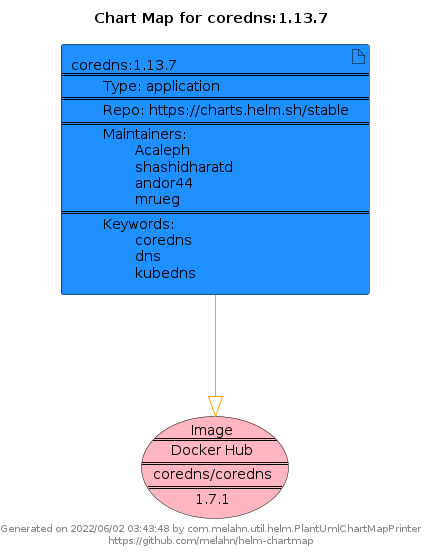 Chart Map for coredns:1.13.7
coredns:1.13.7
Type: application
Repo: https://charts.helm.sh/stable
Maintainers:
Acaleph
shashidharatd
andor44
mrueg
Keywords:
coredns
dns
kubedns
Image
Docker Hub
coredns/coredns
1.7.1
Generated on 2022/06/02 03:43:48 by com.melahn.util.helm.PlantUmlChartMapPrinter
https://github.com/melahn/helm-chartmap